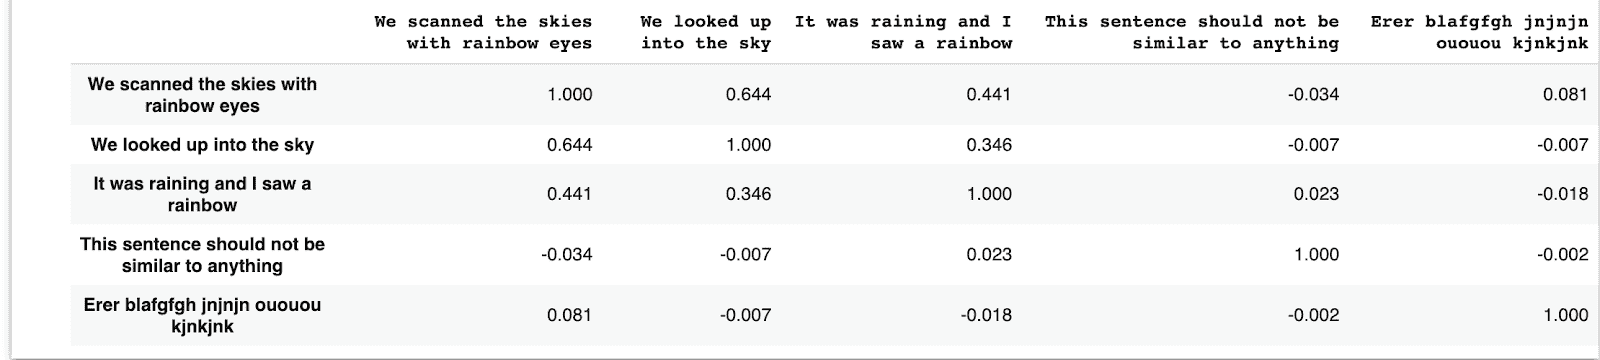 We scanned the skies We looked up It was raining and I This sentence should not be Erer blafgfgh jnjnjn
with rainbow eyes into the sky saw a rainbow similar to anything ououou kjnkjnk
We scanned the skies with
rainbow eyes 1.000 0.644 0.441 -0.034 0.081
We looked up into the sky 0.644 1.000 0.346 -0.007 -0.007
It was raining and I saw a
rainbow 0.441 0.346 1.000 0.023 -0.018
This sentence should not be
similar to anything -0.034 -0.007 0.023 1.000 -0.002
Erer blafgfgh jnjnjn ououou
kjnkjnk 0.081 -0.007 -0.018 -0.002 1.000